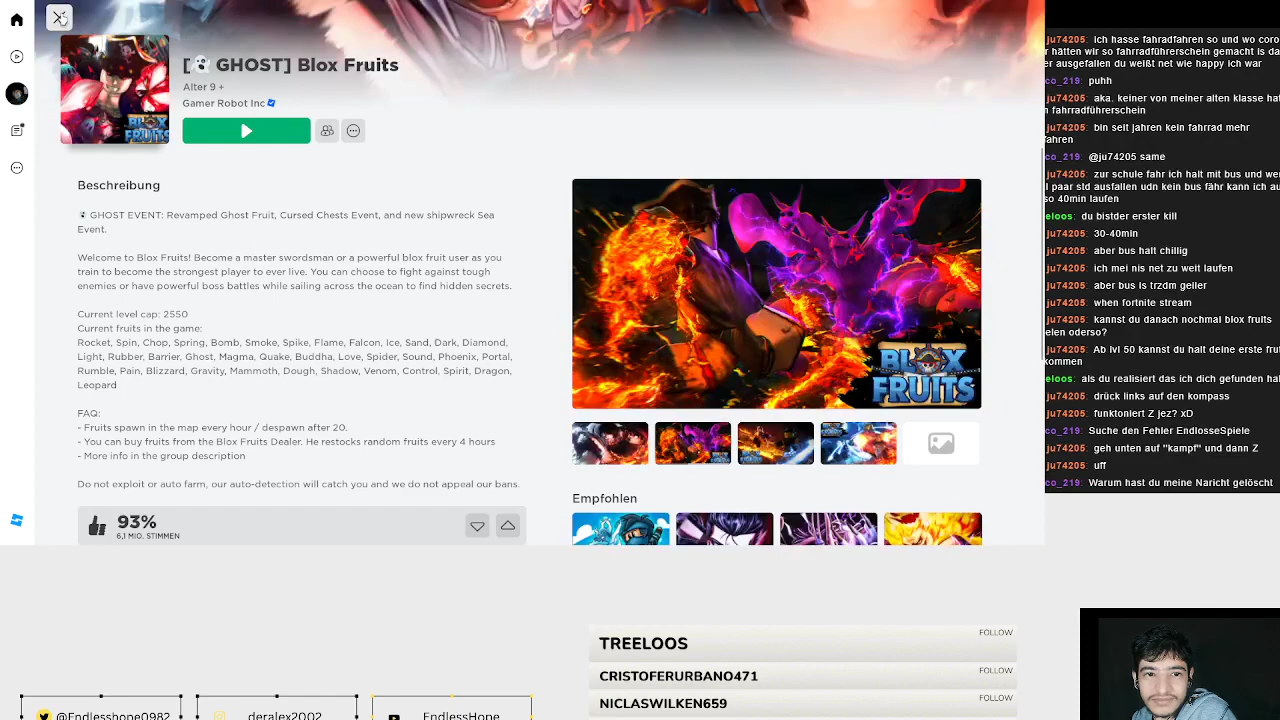 [👻 GHOST] Blox Fruits
Alter 9 +
Gamer Robot Inc
Beschreibung
GHOST EVENT: Revamped Ghost Fruit, Cursed Chests Event, and new shipwreck Sea
Event.
Welcome to Blox Fruits! Become a master swordsman or a powerful blox fruit user as you
train to become the strongest player to ever live. You can choose to fight against tough
enemies or have powerful boss battles while sailing across the ocean to find hidden secrets.
Current level cap: 2550
Current fruits in the game:
Rocket, Spin, Chop, Spring, Bomb, Smoke, Spike, Flame, Falcon, Ice, Sand, Dark, Diamond,
Light, Rubber, Barrier, Ghost, Magma, Quake, Buddha, Love, Spider, Sound, Phoenix, Portal,
Rumble, Pain, Blizzard, Gravity, Mammoth, Dough, Shadow, Venom, Control, Spirit, Dragon,
Leopard
FAQ:
- Fruits spawn in the map every hour / despawn after 20.
- You can buy fruits from the Blox Fruits Dealer. He restocks random fruits every 4 hours
- More info in the group description
Do not exploit or auto farm, our auto-detection will catch you and we do not appeal our bans.
93%
6,1 MIO. STIMMEN
BLOX
FRUITS
Empfohlen
ju74205: ich hasse fahradfahren so und wo coro
hätten wir so fahradführerschein gemacht is da
ausgefallen du weißt net wie happy ich war
co_219: puhh
ju74205: aka. keiner von meiner alten klasse hat
fahradführerschein
ju74205: bin seit jahren kein fahrad mehr
ahren
co_219: @ju74205 same
ju74205: zur schule fahr ich halt mit bus und we
paar std ausfallen udn kein bus fähr kann ich au
so 40min laufen
eloos: du bistder erster kill
ju74205: 30-40min
ju74205: aber bus halt chillig
ju74205: ich mei nis net zu weit laufen
ju74205: aber bus is trzdm geiler
ju74205: when fortnite stream
ju74205: kannst du danach nochmal blox fruits
elen oderso?
ju74205: Ab lvl 50 kannst du halt deine erste fru
kommen
eloos: als du realisiert das ich dich gefunden ha
ju74205: drück links auf den kompass
ju74205: funktoniert Z jez? xD
co_219: Suche den Fehler EndlosseSpiele
ju74205: geh unten auf "kampf" und dann Z
ju74205: uff
co_219: Warum hast du meine Naricht gelöscht
TREELOOS
FOLLOW
CRISTOFERURBANO471
FOLLOW
NICLASWILKEN659
FOLLOW
@Endlesshope0982
deralex2002
EndlessHope